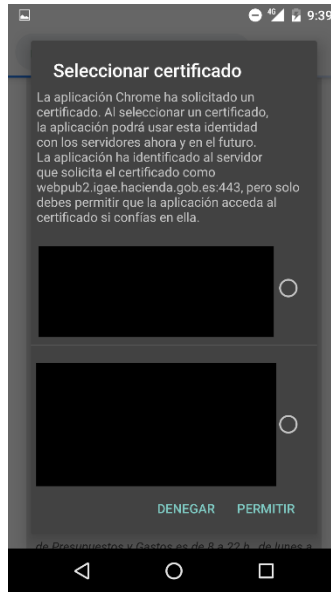 4G 9:39
Seleccionar certificado
La aplicación Chrome ha solicitado un
certificado. Al seleccionar un certificado,
la aplicación podrá usar esta identidad
con los servidores ahora y en el futuro.
La aplicación ha identificado al servidor
que solicita el certificado como
webpub2.igae.hacienda.gob.es:443, pero solo
debes permitir que la aplicación acceda al
certificado si confías en ella.
DENEGAR PERMITIR
de Presupuestos y Gastos es de 8 a 22 h., de lunes a